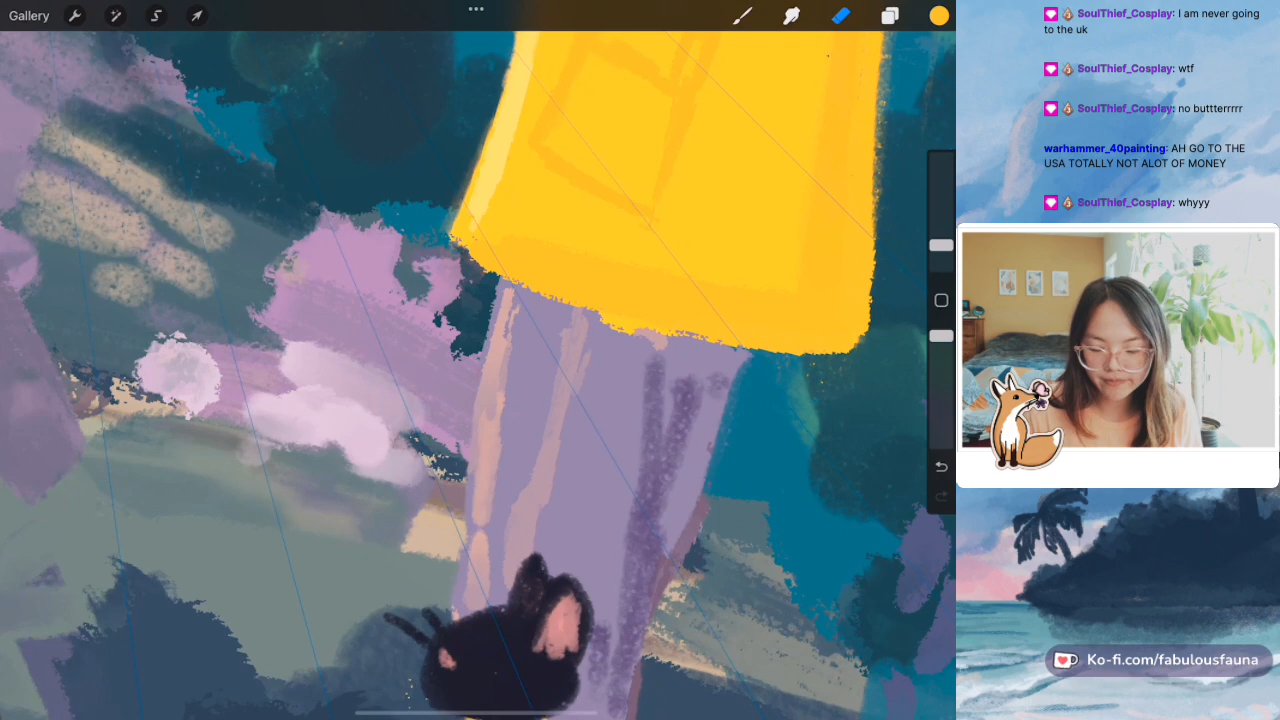 Gallery
SoulThief_Cosplay: I am never going
to the uk
SoulThief_Cosplay: wtf
SoulThief_Cosplay: no buttterrrrr
warhammer_40painting: AH GO TO THE
USA TOTALLY NOT ALOT OF MONEY
SoulThief_Cosplay: whyyy
Ko-fi.com/fabulousfauna